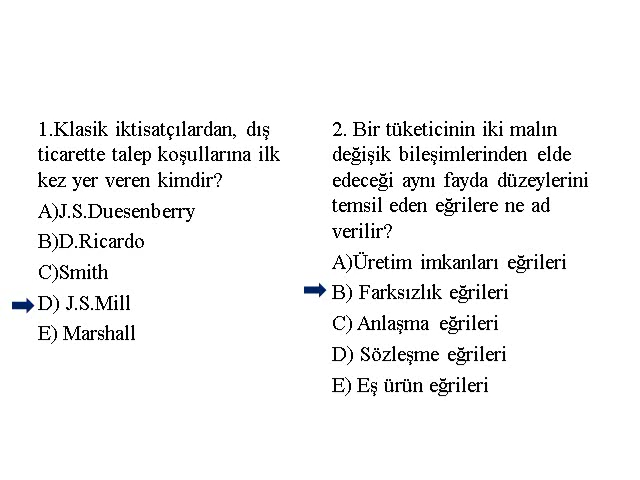 1.Klasik iktisatçılardan, dış
ticarette talep koşullarına ilk
kez yer veren kimdir?
A)J.S.Duesenberry
B)D.Ricardo
C)Smith
D) J.S.Mill
E) Marshall
2. Bir tüketicinin iki malın
değişik bileşimlerinden elde
edeceği aynı fayda düzeylerini
temsil eden eğrilere ne ad
verilir?
A)Üretim imkanları eğrileri
B) Farksızlık eğrileri
C) Anlaşma eğrileri
D) Sözleşme eğrileri
E) Eş ürün eğrileri